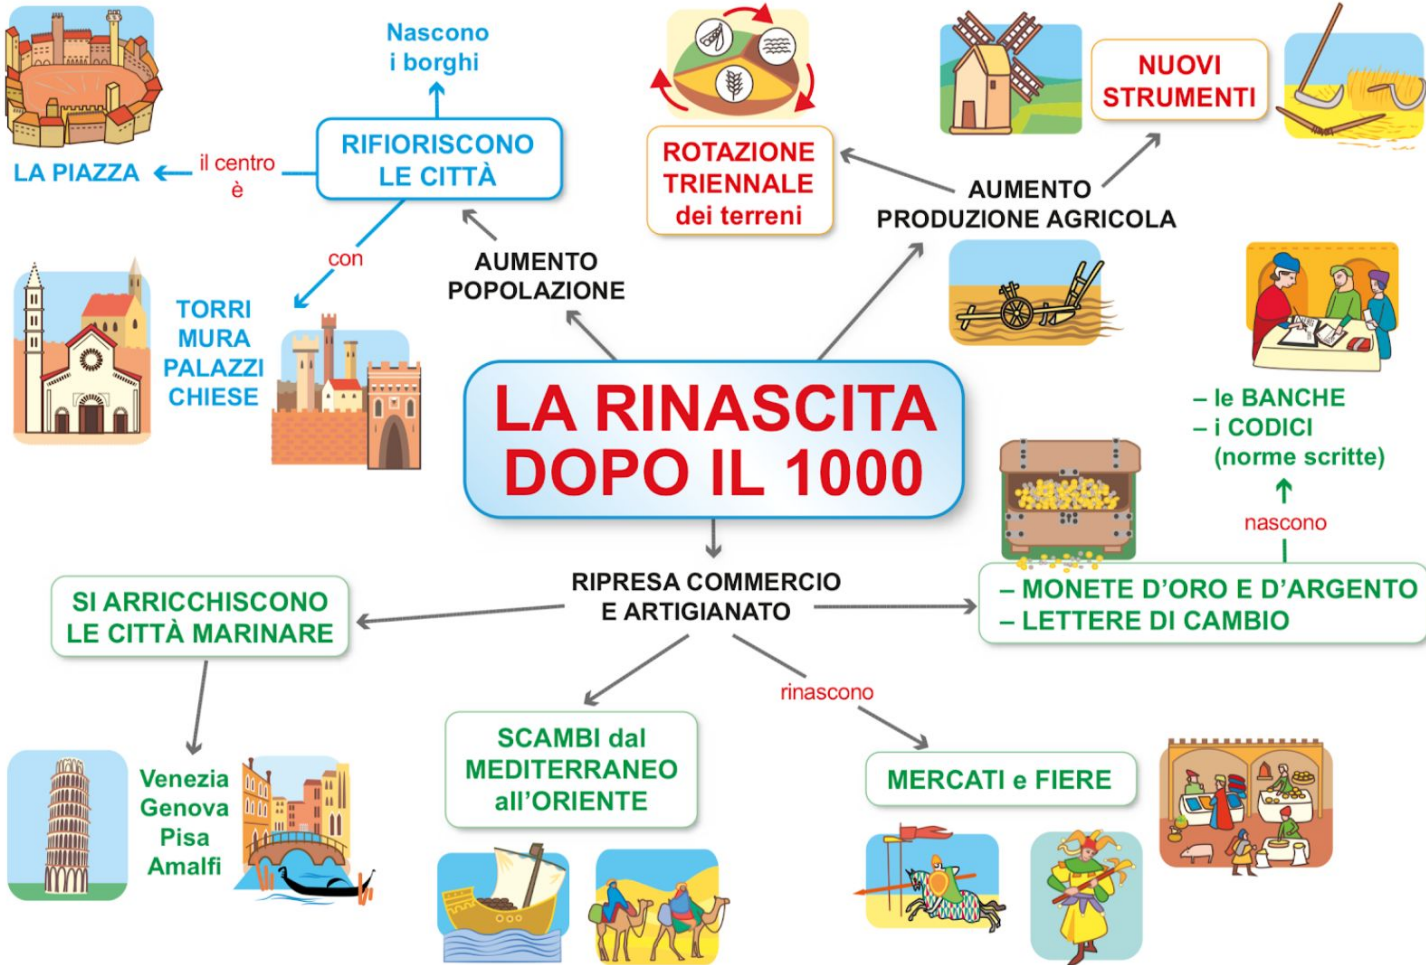 Nascono
i borghi
RIFIORISCONO
LE CITTÀ
il centro
è
LA PIAZZA
con
TORRI
MURA
PALAZZI
CHIESE
AUMENTO
POPOLAZIONE
ROTAZIONE
TRIENNALE
dei terreni
NUOVI
STRUMENTI
AUMENTO
PRODUZIONE AGRICOLA
LA RINASCITA
DOPO IL 1000
– le BANCHE
– i CODICI
(norme scritte)
nascono
– MONETE D’ORO E D’ARGENTO
– LETTERE DI CAMBIO
RIPRESA COMMERCIO
E ARTIGIANATO
SI ARRICCHISCONO
LE CITTÀ MARINARE
Venezia
Genova
Pisa
Amalfi
SCAMBI dal
MEDITERRANEO
all’ORIENTE
rinascono
MERCATI e FIERE